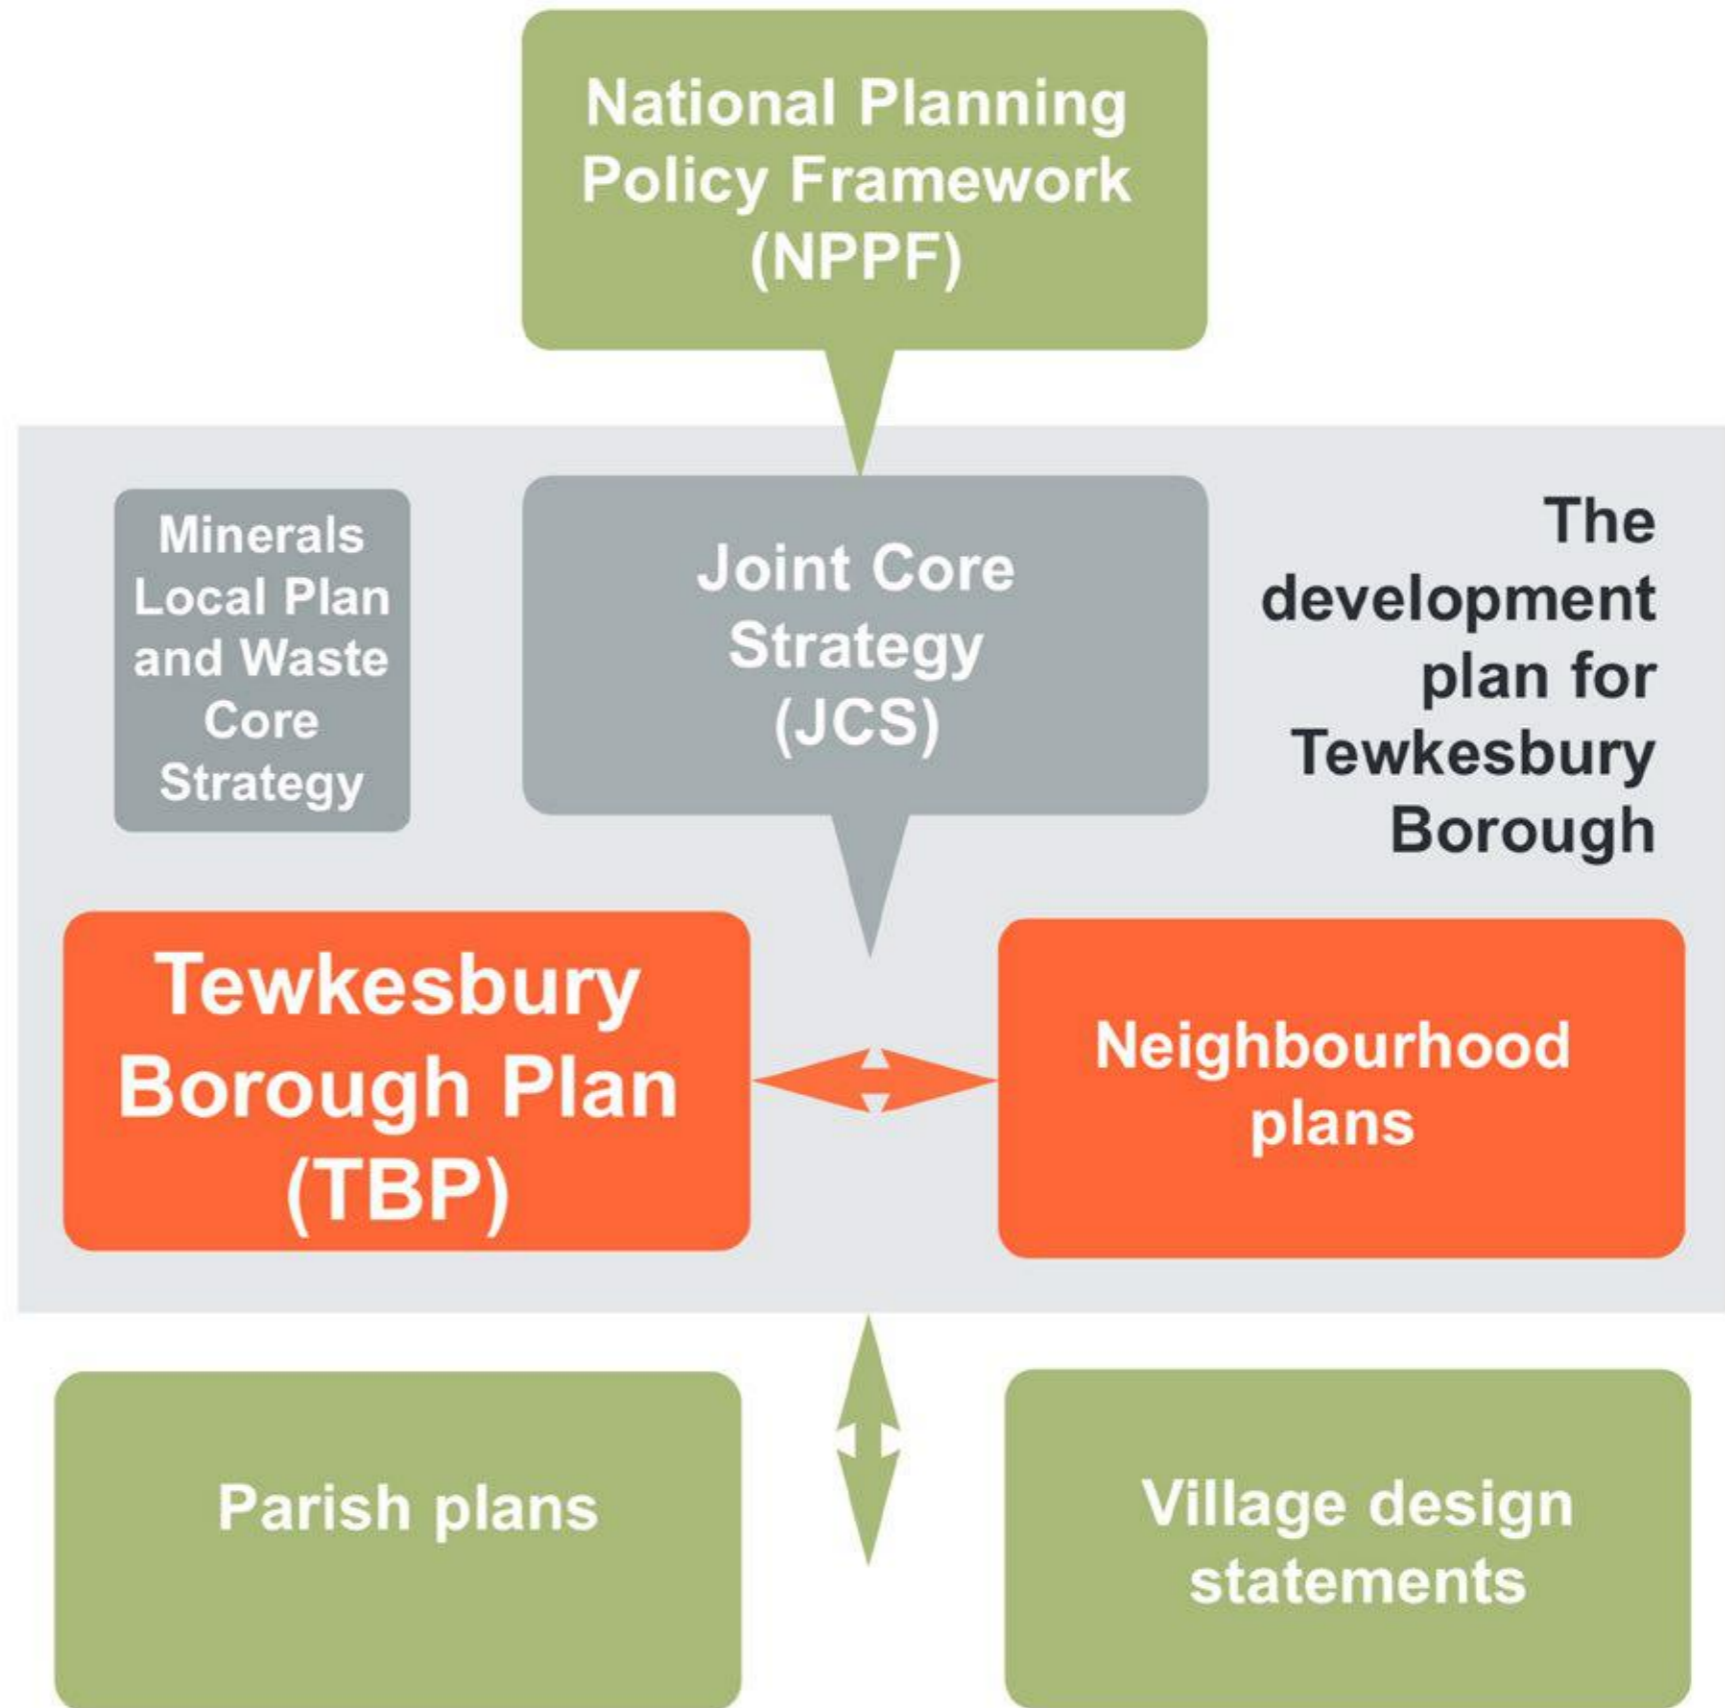 National Planning
Policy Framework
(NPPF)
Minerals
Local Plan
and Waste
Core
Strategy
Joint Core
Strategy
(JCS)
The
development
plan for
Tewkesbury
Borough
Tewkesbury
Borough Plan
(TBP)
Neighbourhood
plans
Parish plans
Village design
statements